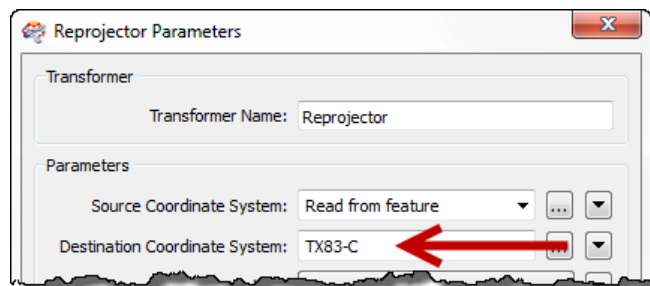 Reprojector Parameters
Transformer
Transformer Name: Reprojector
Parameters
Source Coordinate System: Read from feature ...
Destination Coordinate System: TX83-C ...